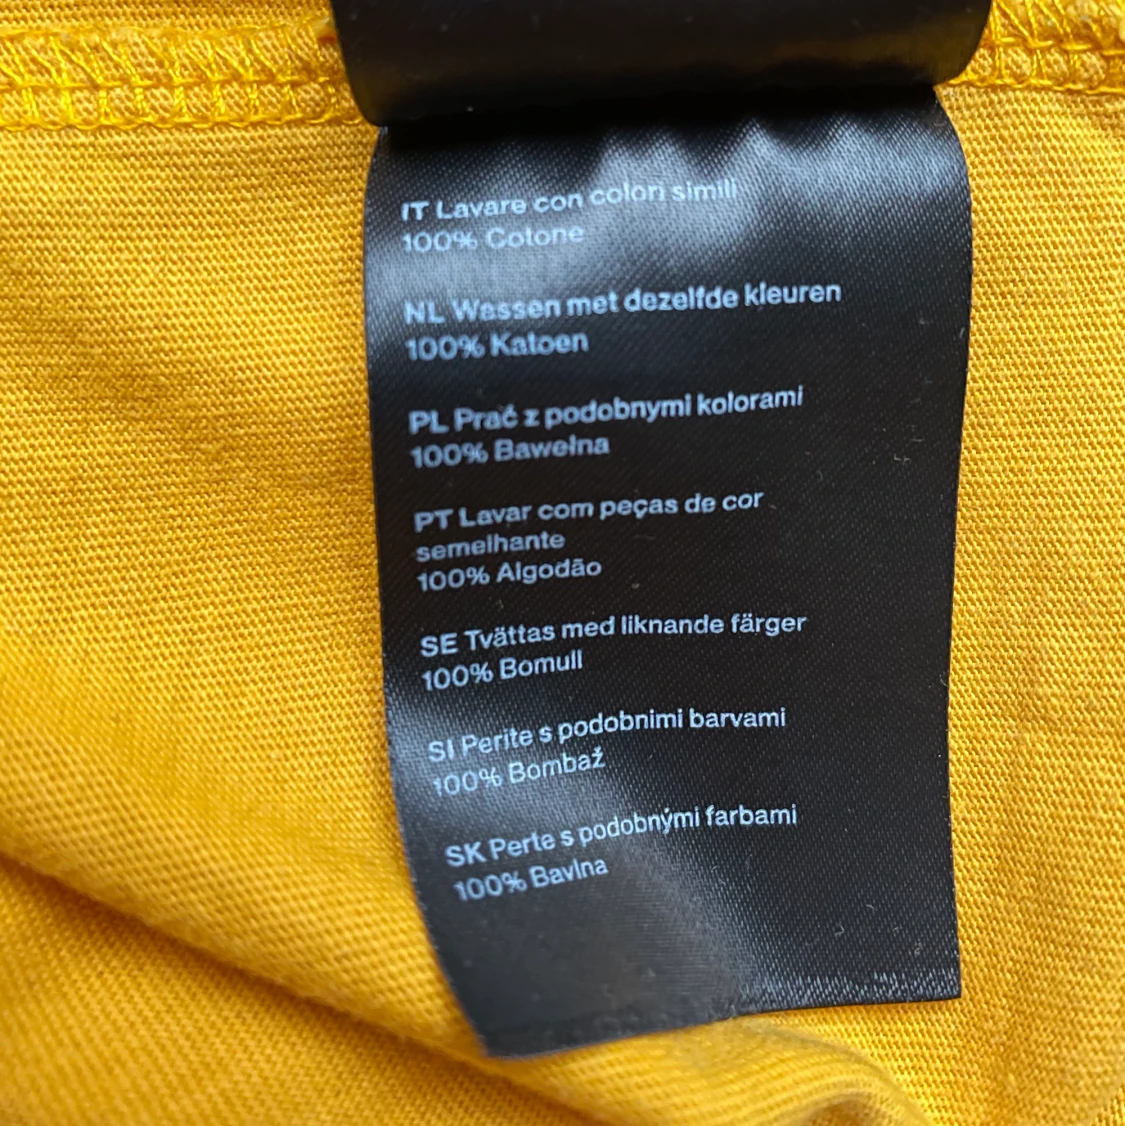 IT Lavare con colori simili
100% Cotone
NL Wassen met dezelfde kleuren
100% Katoen
PL Prać z podobnymi kolorami
100% Bawełna
PT Lavar com peças de cor
semelhante
100% Algodão
SE Tvättas med liknande färger
100% Bomull
SI Perite s podobnimi barvami
100% Bombaž
SK Perte s podobnými farbami
100% Bavlna